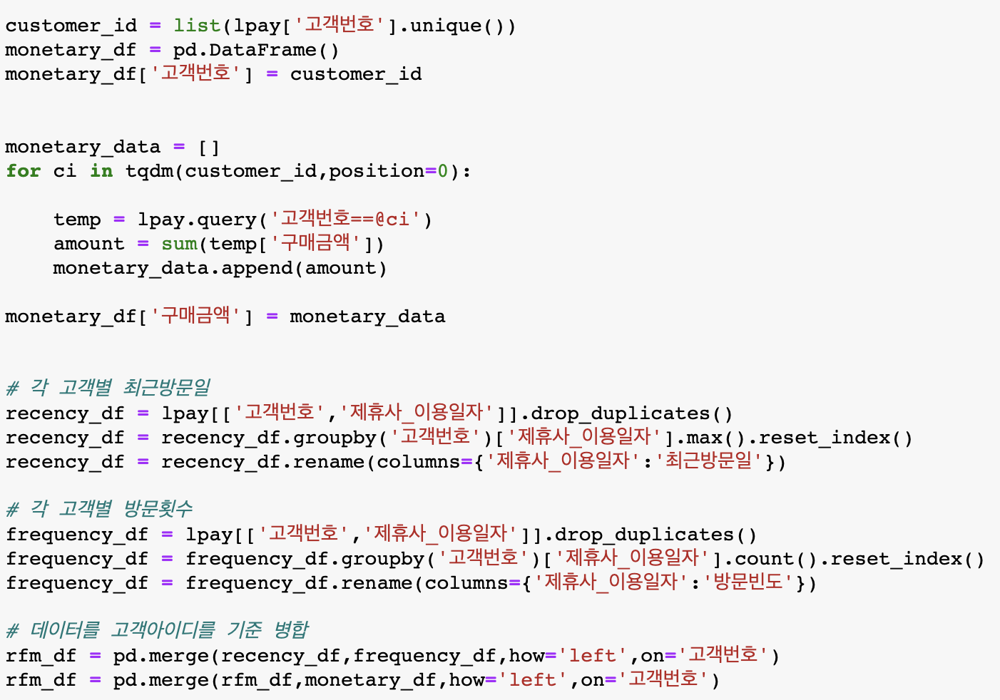 customer_id = list(lpay['고객번호'].unique())
monetary_df = pd.DataFrame()
monetary_df['고객번호'] = customer_id
monetary_data = []
for ci in tqdm(customer_id,position=0):
    temp = lpay.query('고객번호==@ci')
    amount = sum(temp['구매금액'])
    monetary_data.append(amount)
monetary_df['구매금액'] = monetary_data
# 각 고객별 최근방문일
recency_df = lpay[['고객번호','제휴사_이용일자']].drop_duplicates()
recency_df = recency_df.groupby('고객번호')['제휴사_이용일자'].max().reset_index()
recency_df = recency_df.rename(columns={'제휴사_이용일자':'최근방문일'})
# 각 고객별 방문횟수
frequency_df = lpay[['고객번호','제휴사_이용일자']].drop_duplicates()
frequency_df = frequency_df.groupby('고객번호')['제휴사_이용일자'].count().reset_index()
frequency_df = frequency_df.rename(columns={'제휴사_이용일자':'방문빈도'})
# 데이터를 고객아이디를 기준 병합
rfm_df = pd.merge(recency_df,frequency_df,how='left',on='고객번호')
rfm_df = pd.merge(rfm_df,monetary_df,how='left',on='고객번호')